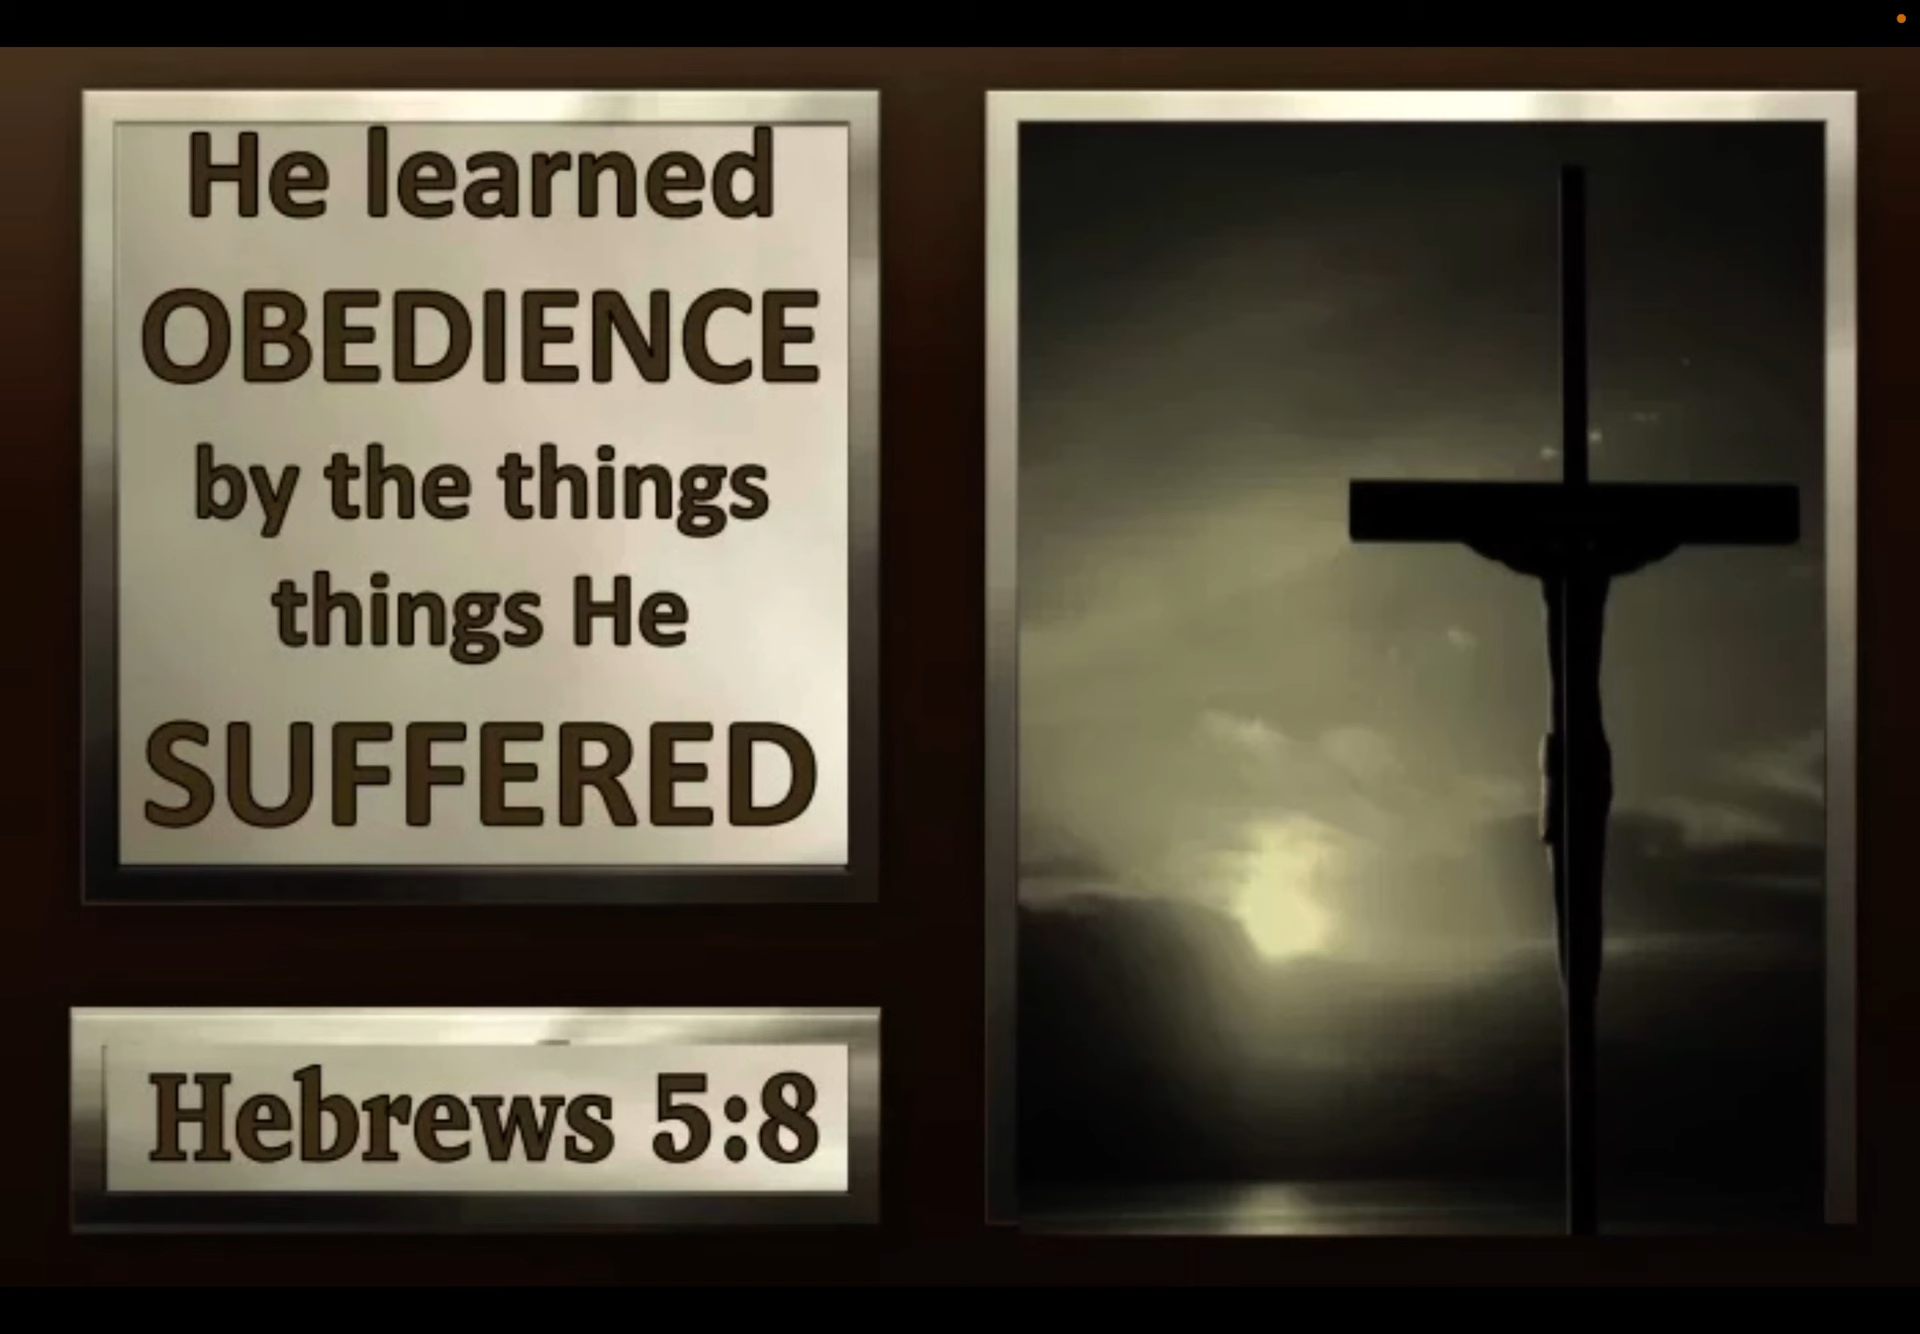 He learned
OBEDIENCE
by the things
things He
SUFFERED
Hebrews 5:8